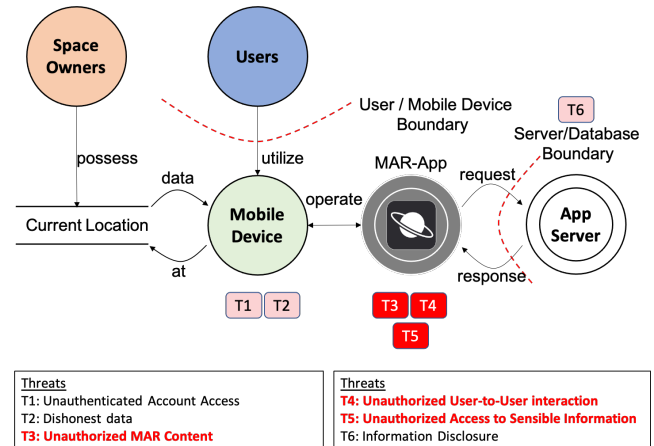 Space
Owners
Users
User / Mobile Device
Boundary
T6
Server/Database
Boundary
possess
utilize
MAR-App
data
request
operate
Current Location
Mobile
Device
App
Server
at
response
T1
T2
T3
T4
T5
Threats
T1: Unauthenticated Account Access
T2: Dishonest data
T3: Unauthorized MAR Content
Threats
T4: Unauthorized User-to-User interaction
T5: Unauthorized Access to Sensible Information
T6: Information Disclosure